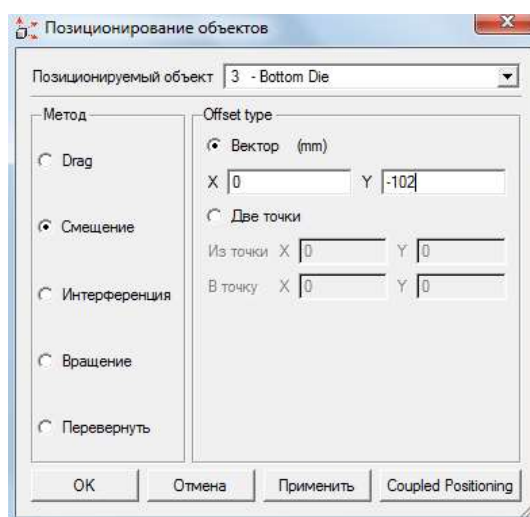 Позиционирование объектов
Позиционируемый объект 3 - Bottom Die
Метод
Drag
Смещение
Интерференция
Вращение
Перевернуть
Offset type
Вектор (mm)
X 0 Y -102
Две точки
Из точки X 0 Y 0
В точку X 0 Y 0
OK Отмена Применить Coupled Positioning